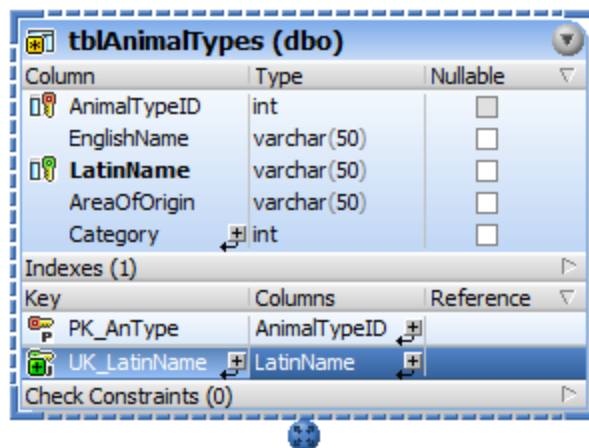 tblAnimalTypes (dbo)
Column Type Nullable
AnimalTypeID int
EnglishName varchar(50)
LatinName varchar(50)
AreaOfOrigin varchar(50)
Category int
Indexes (1)
Key Columns Reference
PK_AnType AnimalTypeID
UK_LatinName LatinName
Check Constraints (0)